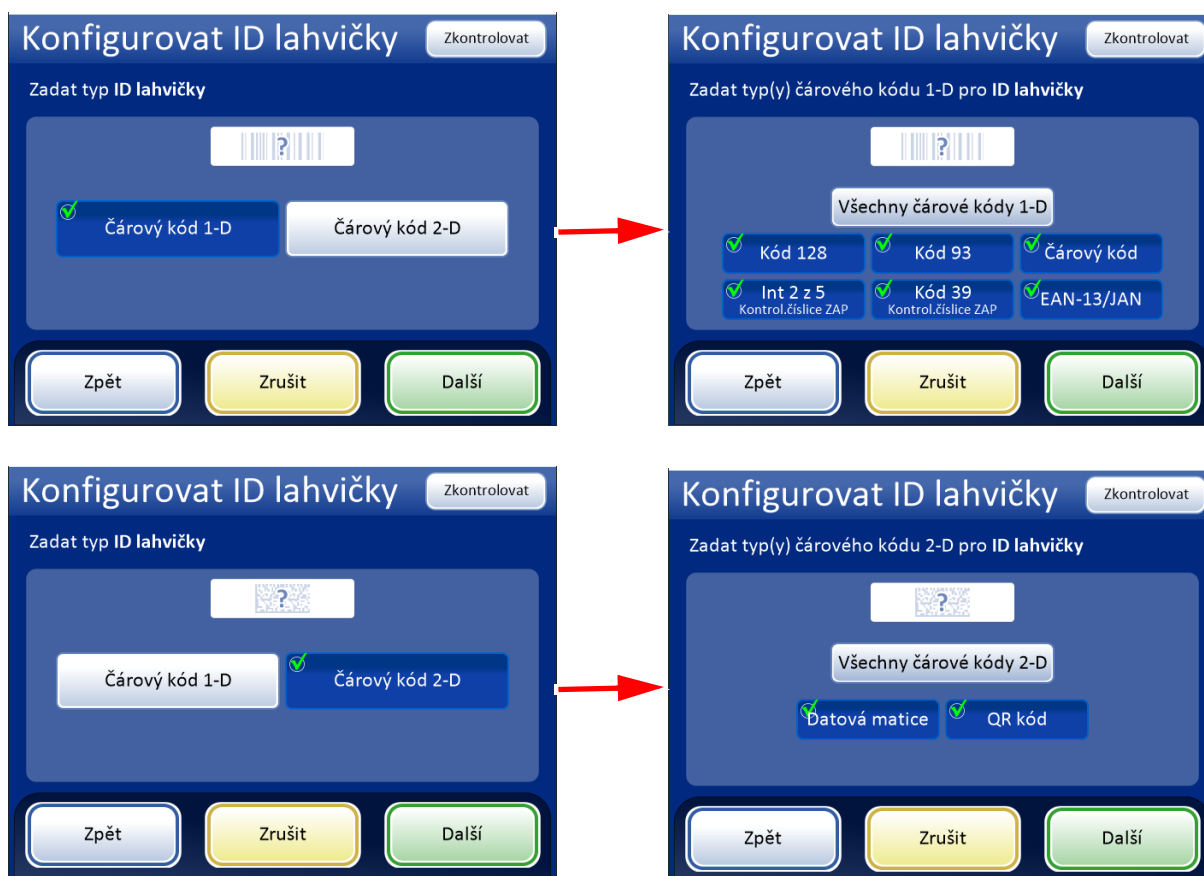 Konfigurovat ID lahvičky
Zkontrolovat
Zadat typ ID lahvičky
?
Čárový kód 1-D
Čárový kód 2-D
Zpět
Zrušit
Další
Konfigurovat ID lahvičky
Zkontrolovat
Zadat typ(y) čárového kódu 1-D pro ID lahvičky
?
Všechny čárové kódy 1-D
Kód 128
Kód 93
Čárový kód
Int 2 z 5
Kontrol.číslice ZAP
Kód 39
Kontrol.číslice ZAP
EAN-13/JAN
Zpět
Zrušit
Další
Konfigurovat ID lahvičky
Zkontrolovat
Zadat typ ID lahvičky
?
Čárový kód 1-D
Čárový kód 2-D
Zpět
Zrušit
Další
Konfigurovat ID lahvičky
Zkontrolovat
Zadat typ(y) čárového kódu 2-D pro ID lahvičky
?
Všechny čárové kódy 2-D
Datová matice
QR kód
Zpět
Zrušit
Další